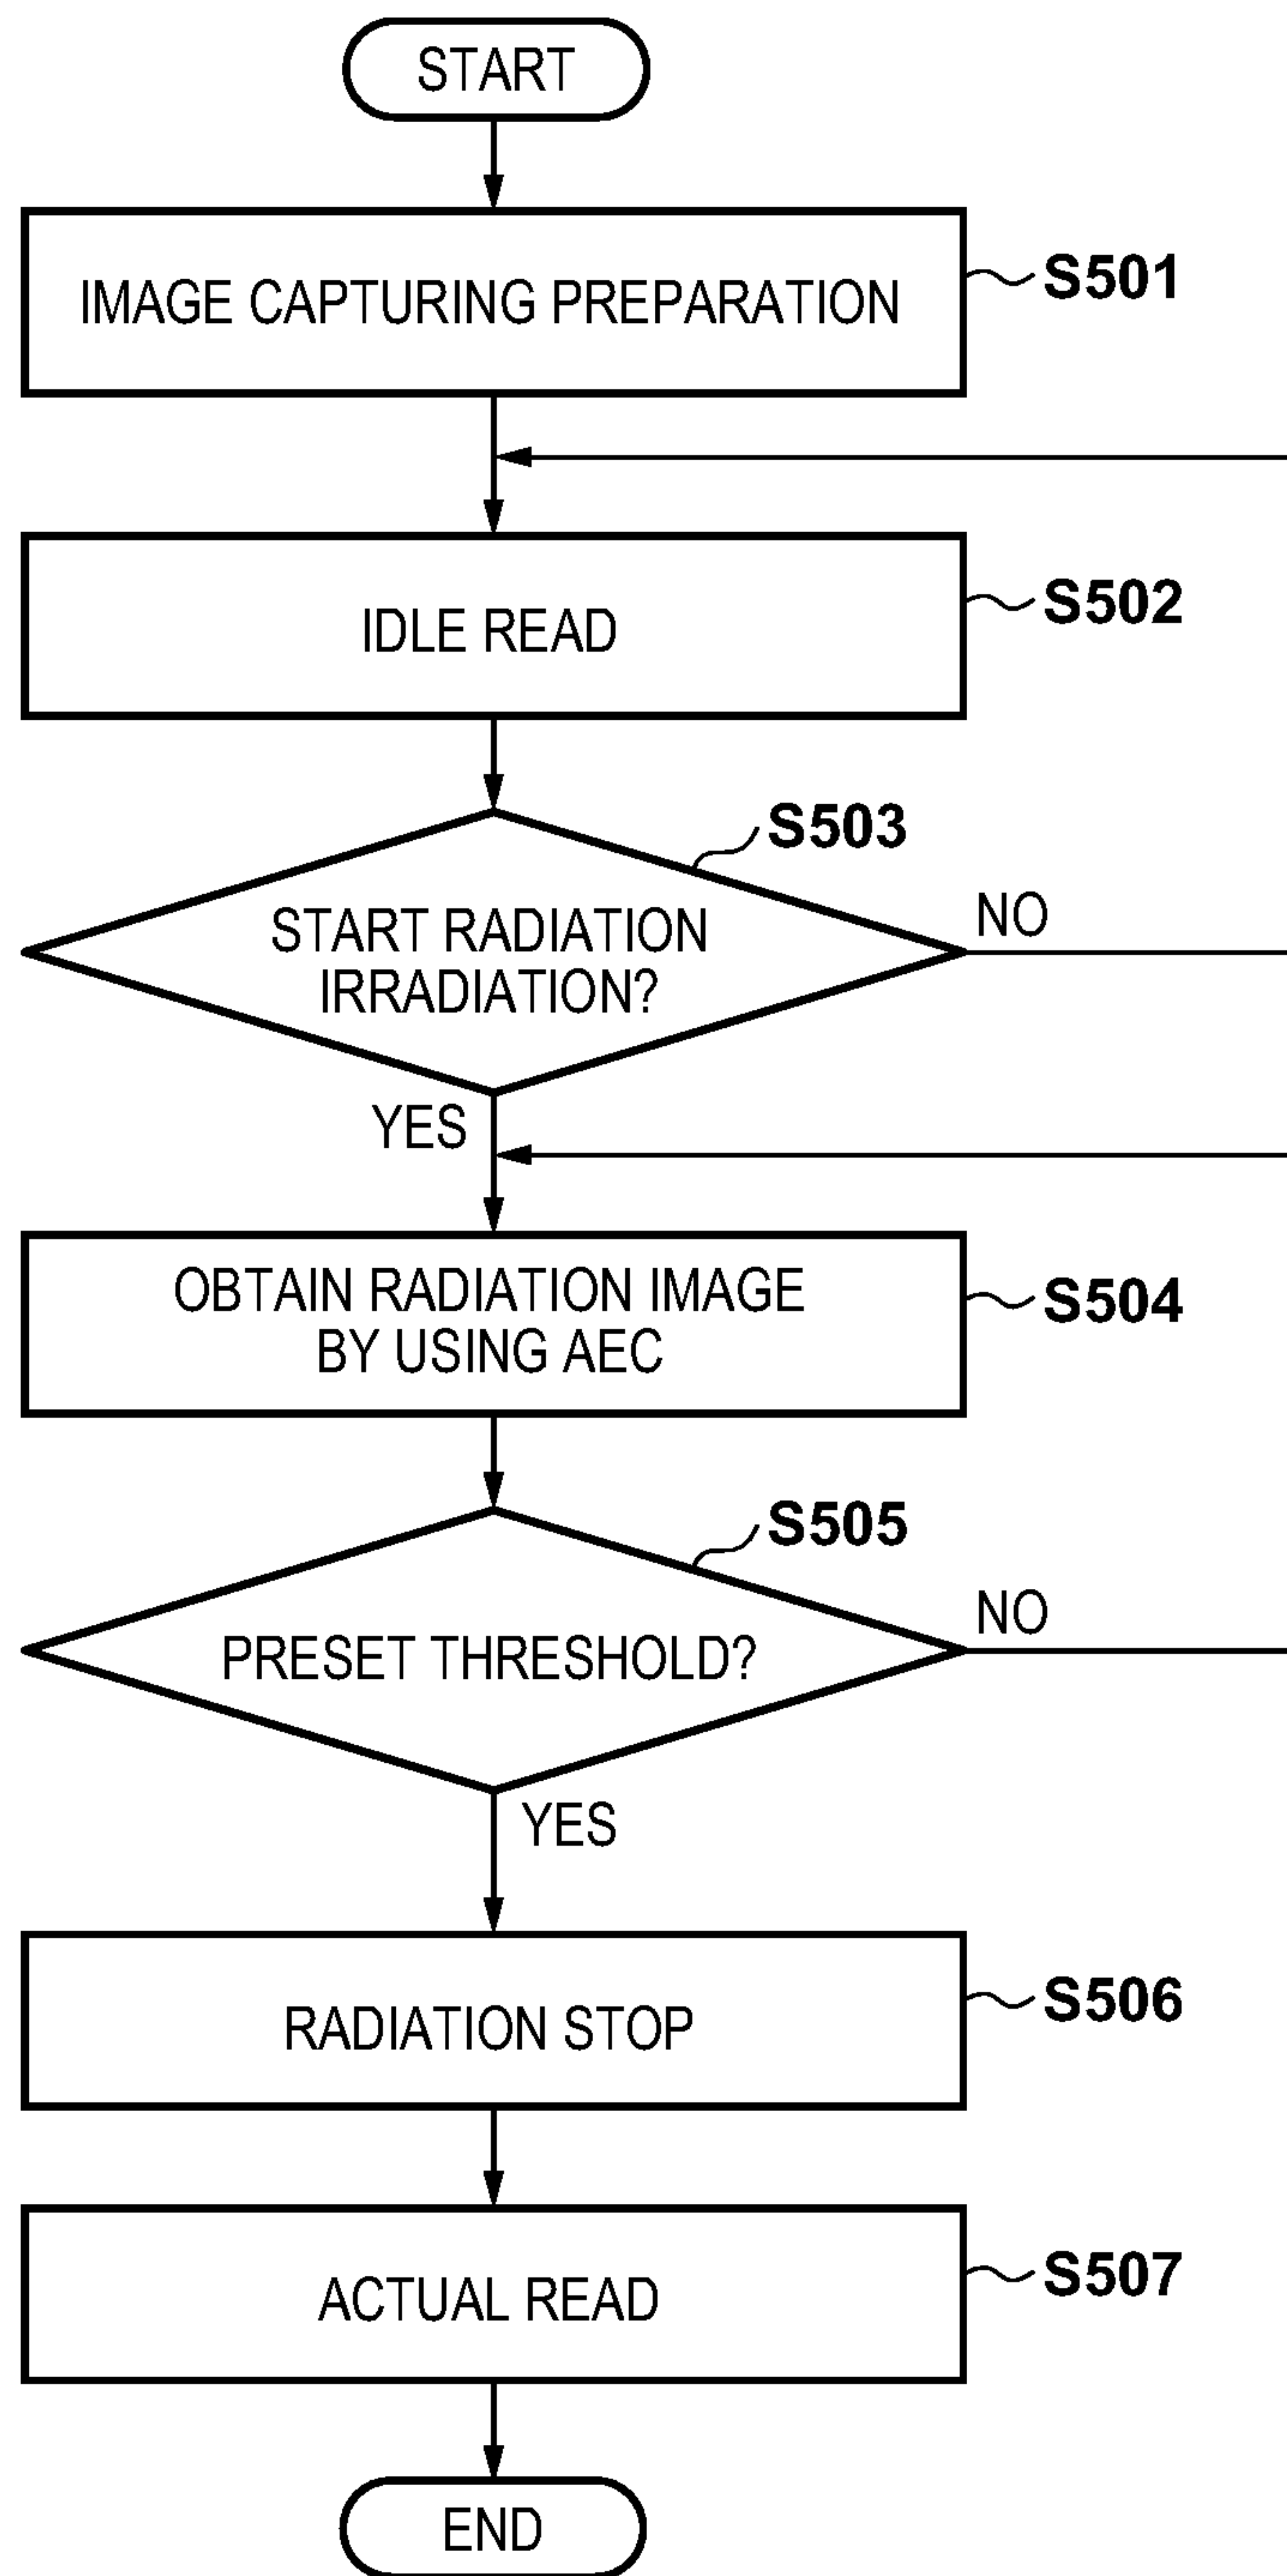 START
IMAGE CAPTURING PREPARATION
S501
IDLE READ
S502
S503
START RADIATION
IRRADIATION?
NO
YES
OBTAIN RADIATION IMAGE
BY USING AEC
S504
S505
PRESET THRESHOLD?
NO
YES
RADIATION STOP
S506
ACTUAL READ
S507
END